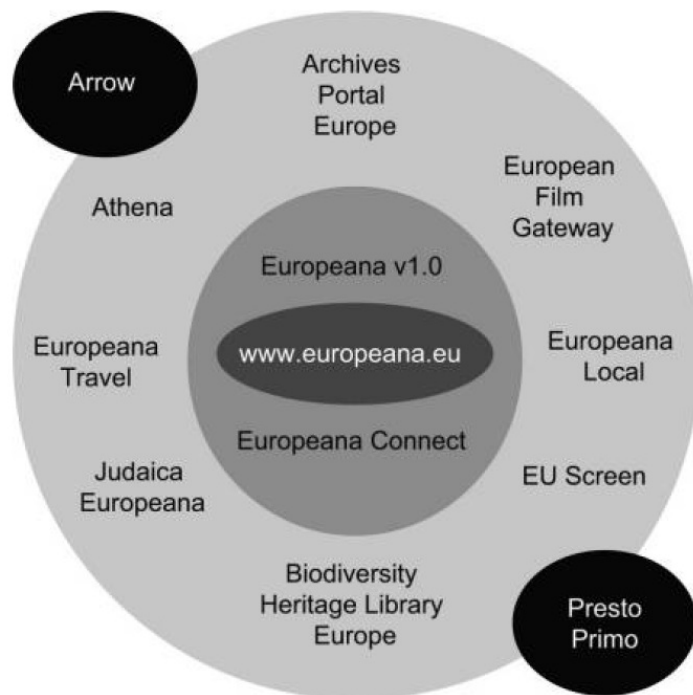 Arrow
Archives
Portal
Europe
European
Film
Gateway
Athena
Europeana v1.0
Europeana
Travel
www.europeana.eu
Europeana
Local
Europeana Connect
Judaica
Europeana
EU Screen
Biodiversity
Heritage Library
Europe
Presto
Primo